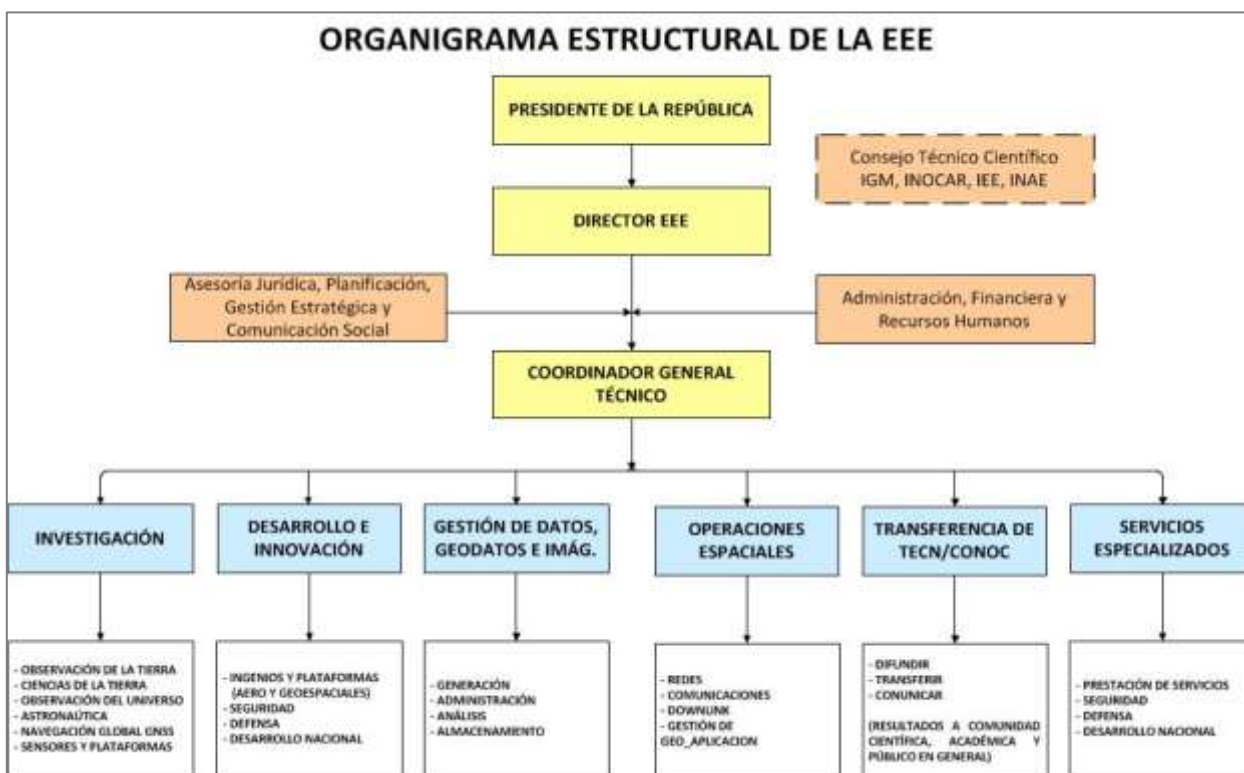 ORGANIGRAMA ESTRUCTURAL DE LA EEE
PRESIDENTE DE LA REPÚBLICA
Consejo Técnico Científico
IGM, INOCAR, IEE, INAE
DIRECTOR EEE
Asesoría Jurídica, Planificación,
Gestión Estratégica y
Comunicación Social
Administración, Financiera y
Recursos Humanos
COORDINADOR GENERAL
TÉCNICO
INVESTIGACIÓN
DESARROLLO E
INNOVACIÓN
GESTIÓN DE DATOS,
GEODATOS E IMÁG.
OPERACIONES
ESPACIALES
TRANSFERENCIA DE
TECN/CONOC
SERVICIOS
ESPECIALIZADOS
- OBSERVACIÓN DE LA TIERRA
- CIENCIAS DE LA TIERRA
- OBSERVACIÓN DEL UNIVERSO
- ASTRONAÚTICA
- NAVEGACIÓN GLOBAL GNSS
- SENSORES Y PLATAFORMAS
- INGENIOS Y PLATAFORMAS
(AERO Y GEOESPACIALES)
- SEGURIDAD
- DEFENSA
- DESARROLLO NACIONAL
- GENERACIÓN
- ADMINISTRACIÓN
- ANÁLISIS
- ALMACENAMIENTO
- REDES
- COMUNICACIONES
- DOWNLINK
- GESTIÓN DE
GEO_APLICACION
- DIFUNDIR
- TRANSFERIR
- COMUNICAR
(RESULTADOS A COMUNIDAD
CIENTÍFICA, ACADÉMICA Y
PÚBLICO EN GENERAL)
- PRESTACIÓN DE SERVICIOS
- SEGURIDAD
- DEFENSA
- DESARROLLO NACIONAL